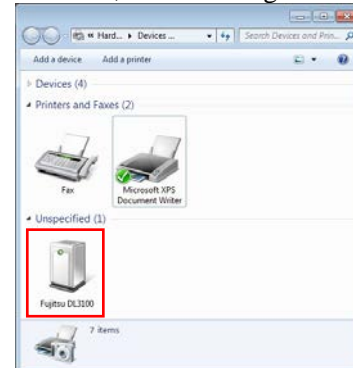 « Hard... ▸ Devices ...
Search Devices and Prin...
Add a device Add a printer
Devices (4)
Printers and Faxes (2)
Fax
Microsoft XPS
Document Writer
Unspecified (1)
Fujitsu DL3100
7 items